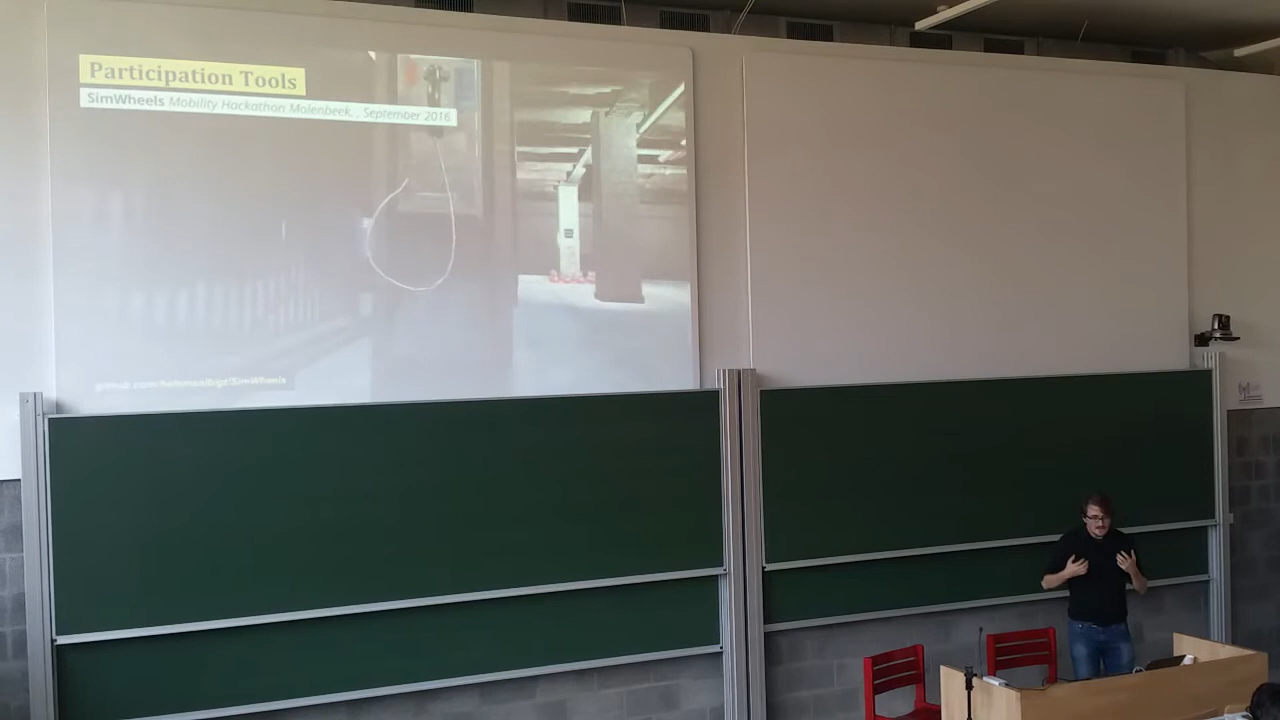 Participation Tools
SimWheels Mobility Hackathon Molenbeek, , September 2016